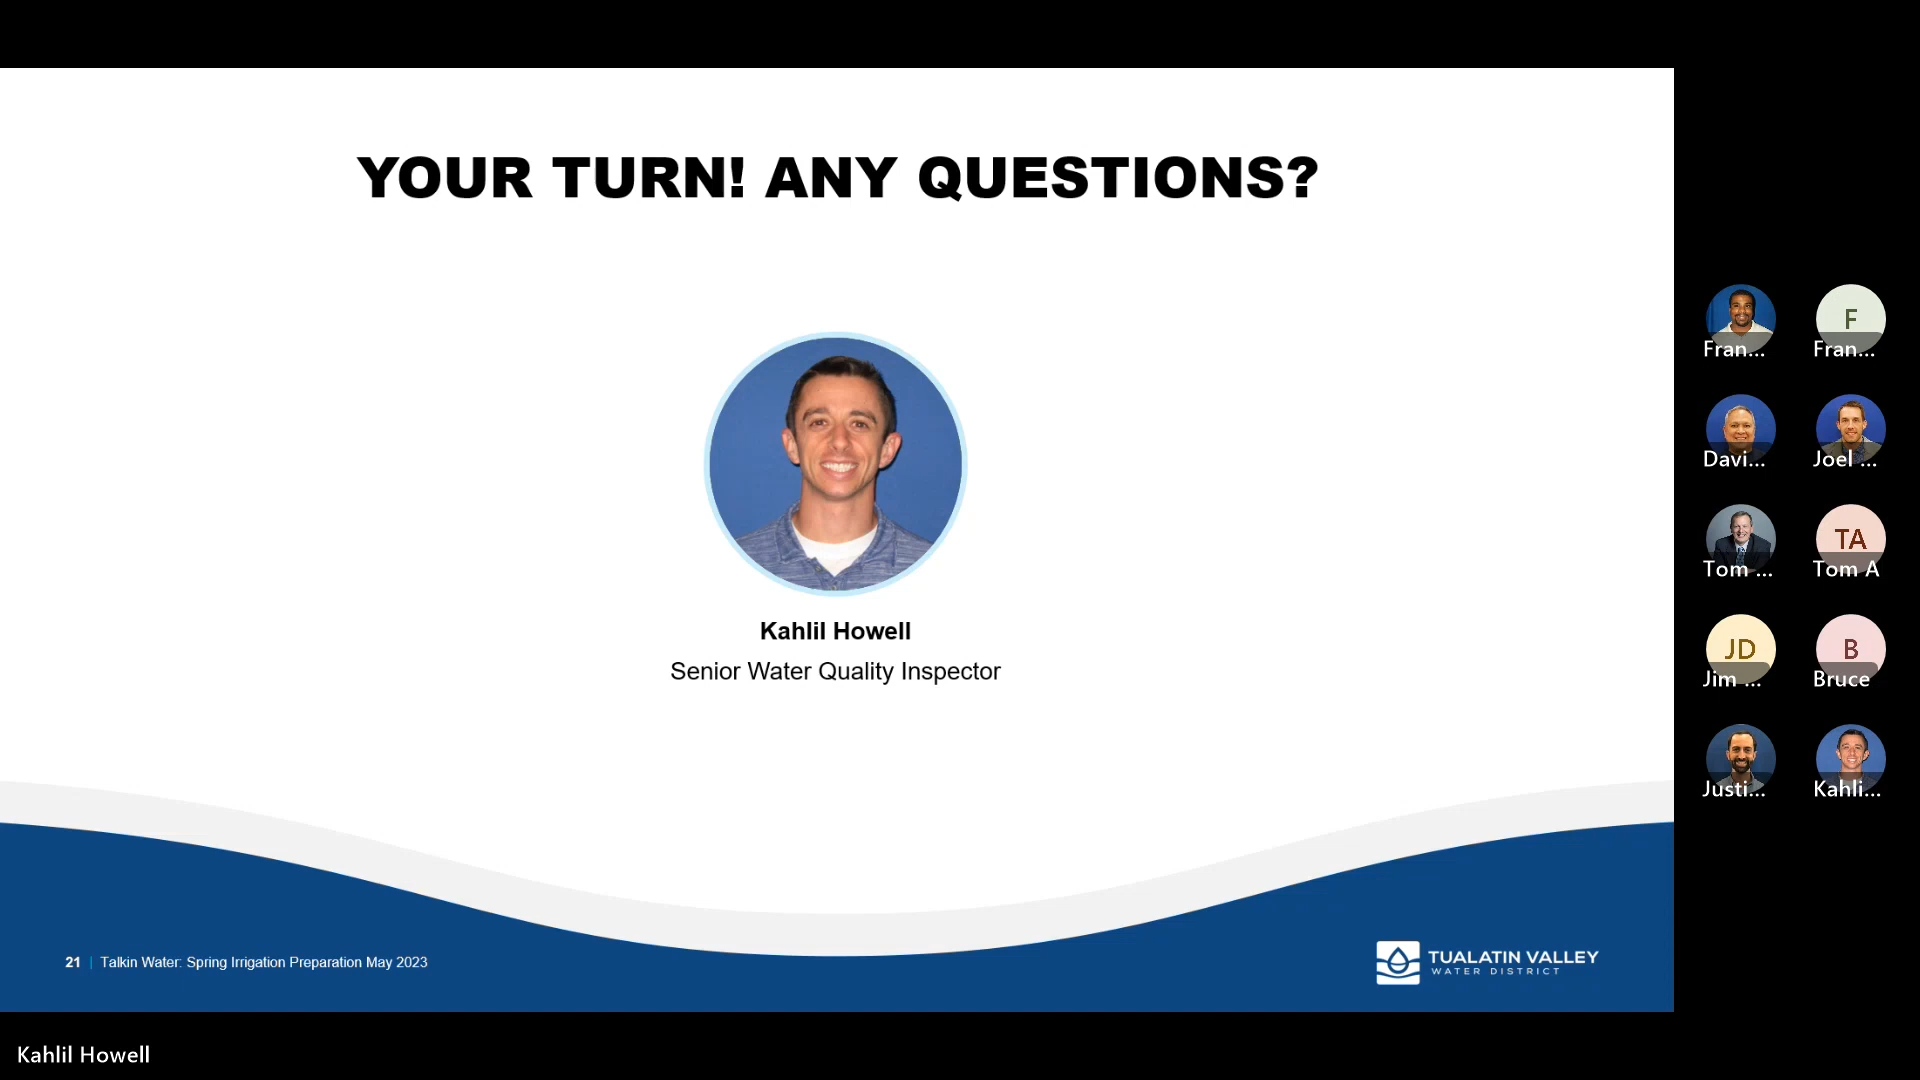 YOUR TURN! ANY QUESTIONS?
Kahlil Howell
Senior Water Quality Inspector
21 | Talkin Water: Spring Irrigation Preparation May 2023
TUALATIN VALLEY
WATER DISTRICT
F
Fran...
Fran...
Davi...
Joel ...
TA
Tom ...
Tom A
JD
B
Jim ...
Bruce
Justi...
Kahli...
Kahlil Howell